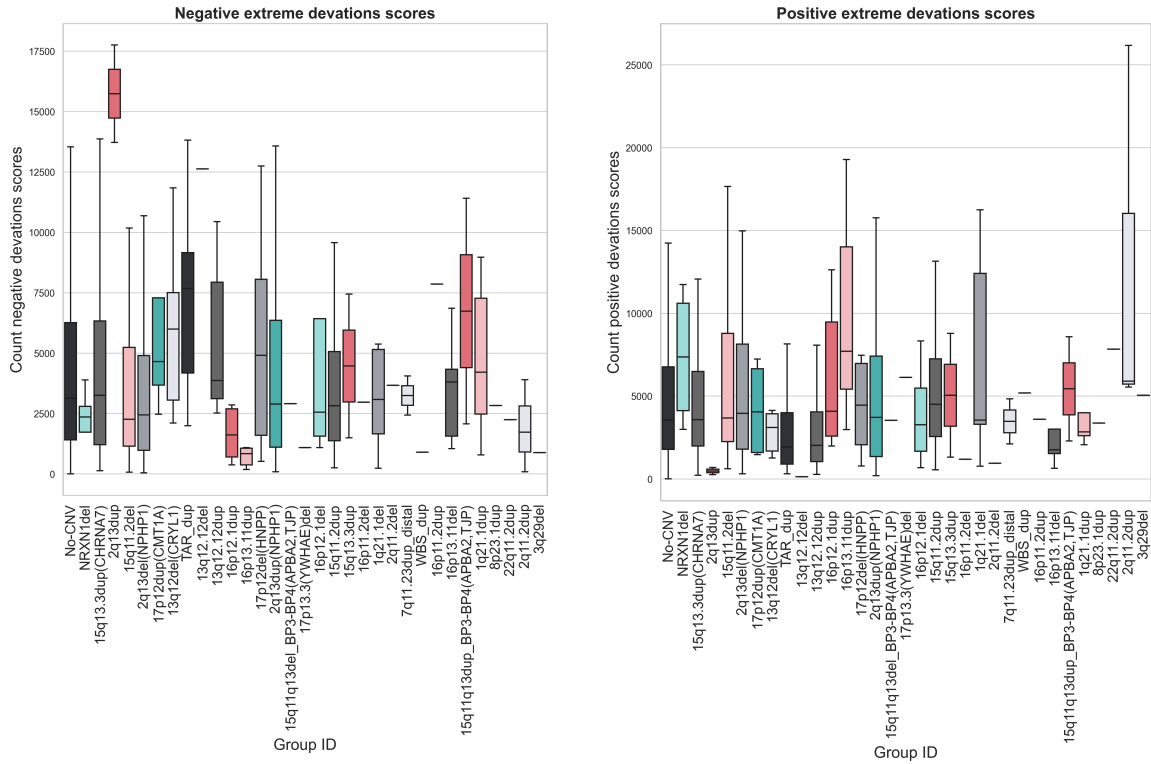 Negative extreme devations scores
17500
15000
12500
10000
7500
5000
2500
0
Count negative devations scores
No-CNV
NRXN1del
15q13.3dup(CHRNA7)
2q13dup
15q11.2del
2q13del(NPHP1)
17p12dup(CMT1A)
13q12del(CRYL1)
TAR_dup
13q12.12del
13q12.12dup
16p12.1dup
16p13.11dup
17p12del(HNPP)
2q13dup(NPHP1)
15q11q13del_BP3-BP4(APBA2,TJP)
17p13.3(YWHAE)del
16p12.1del
15q11.2dup
15q13.3dup
16p11.2del
1q21.1del
2q11.2del
7q11.23dup_distal
WBS_dup
16p11.2dup
16p13.11del
15q11q13dup_BP3-BP4(APBA2,TJP)
1q21.1dup
8p23.1dup
22q11.2dup
2q11.2dup
3q29del
Group ID
Positive extreme devations scores
25000
20000
15000
10000
5000
0
Count positive devations scores
No-CNV
NRXN1del
15q13.3dup(CHRNA7)
2q13dup
15q11.2del
2q13del(NPHP1)
17p12dup(CMT1A)
13q12del(CRYL1)
TAR_dup
13q12.12del
13q12.12dup
16p12.1dup
16p13.11dup
17p12del(HNPP)
2q13dup(NPHP1)
15q11q13del_BP3-BP4(APBA2,TJP)
17p13.3(YWHAE)del
16p12.1del
15q11.2dup
15q13.3dup
16p11.2del
1q21.1del
2q11.2del
7q11.23dup_distal
WBS_dup
16p11.2dup
16p13.11del
15q11q13dup_BP3-BP4(APBA2,TJP)
1q21.1dup
8p23.1dup
22q11.2dup
2q11.2dup
3q29del
Group ID